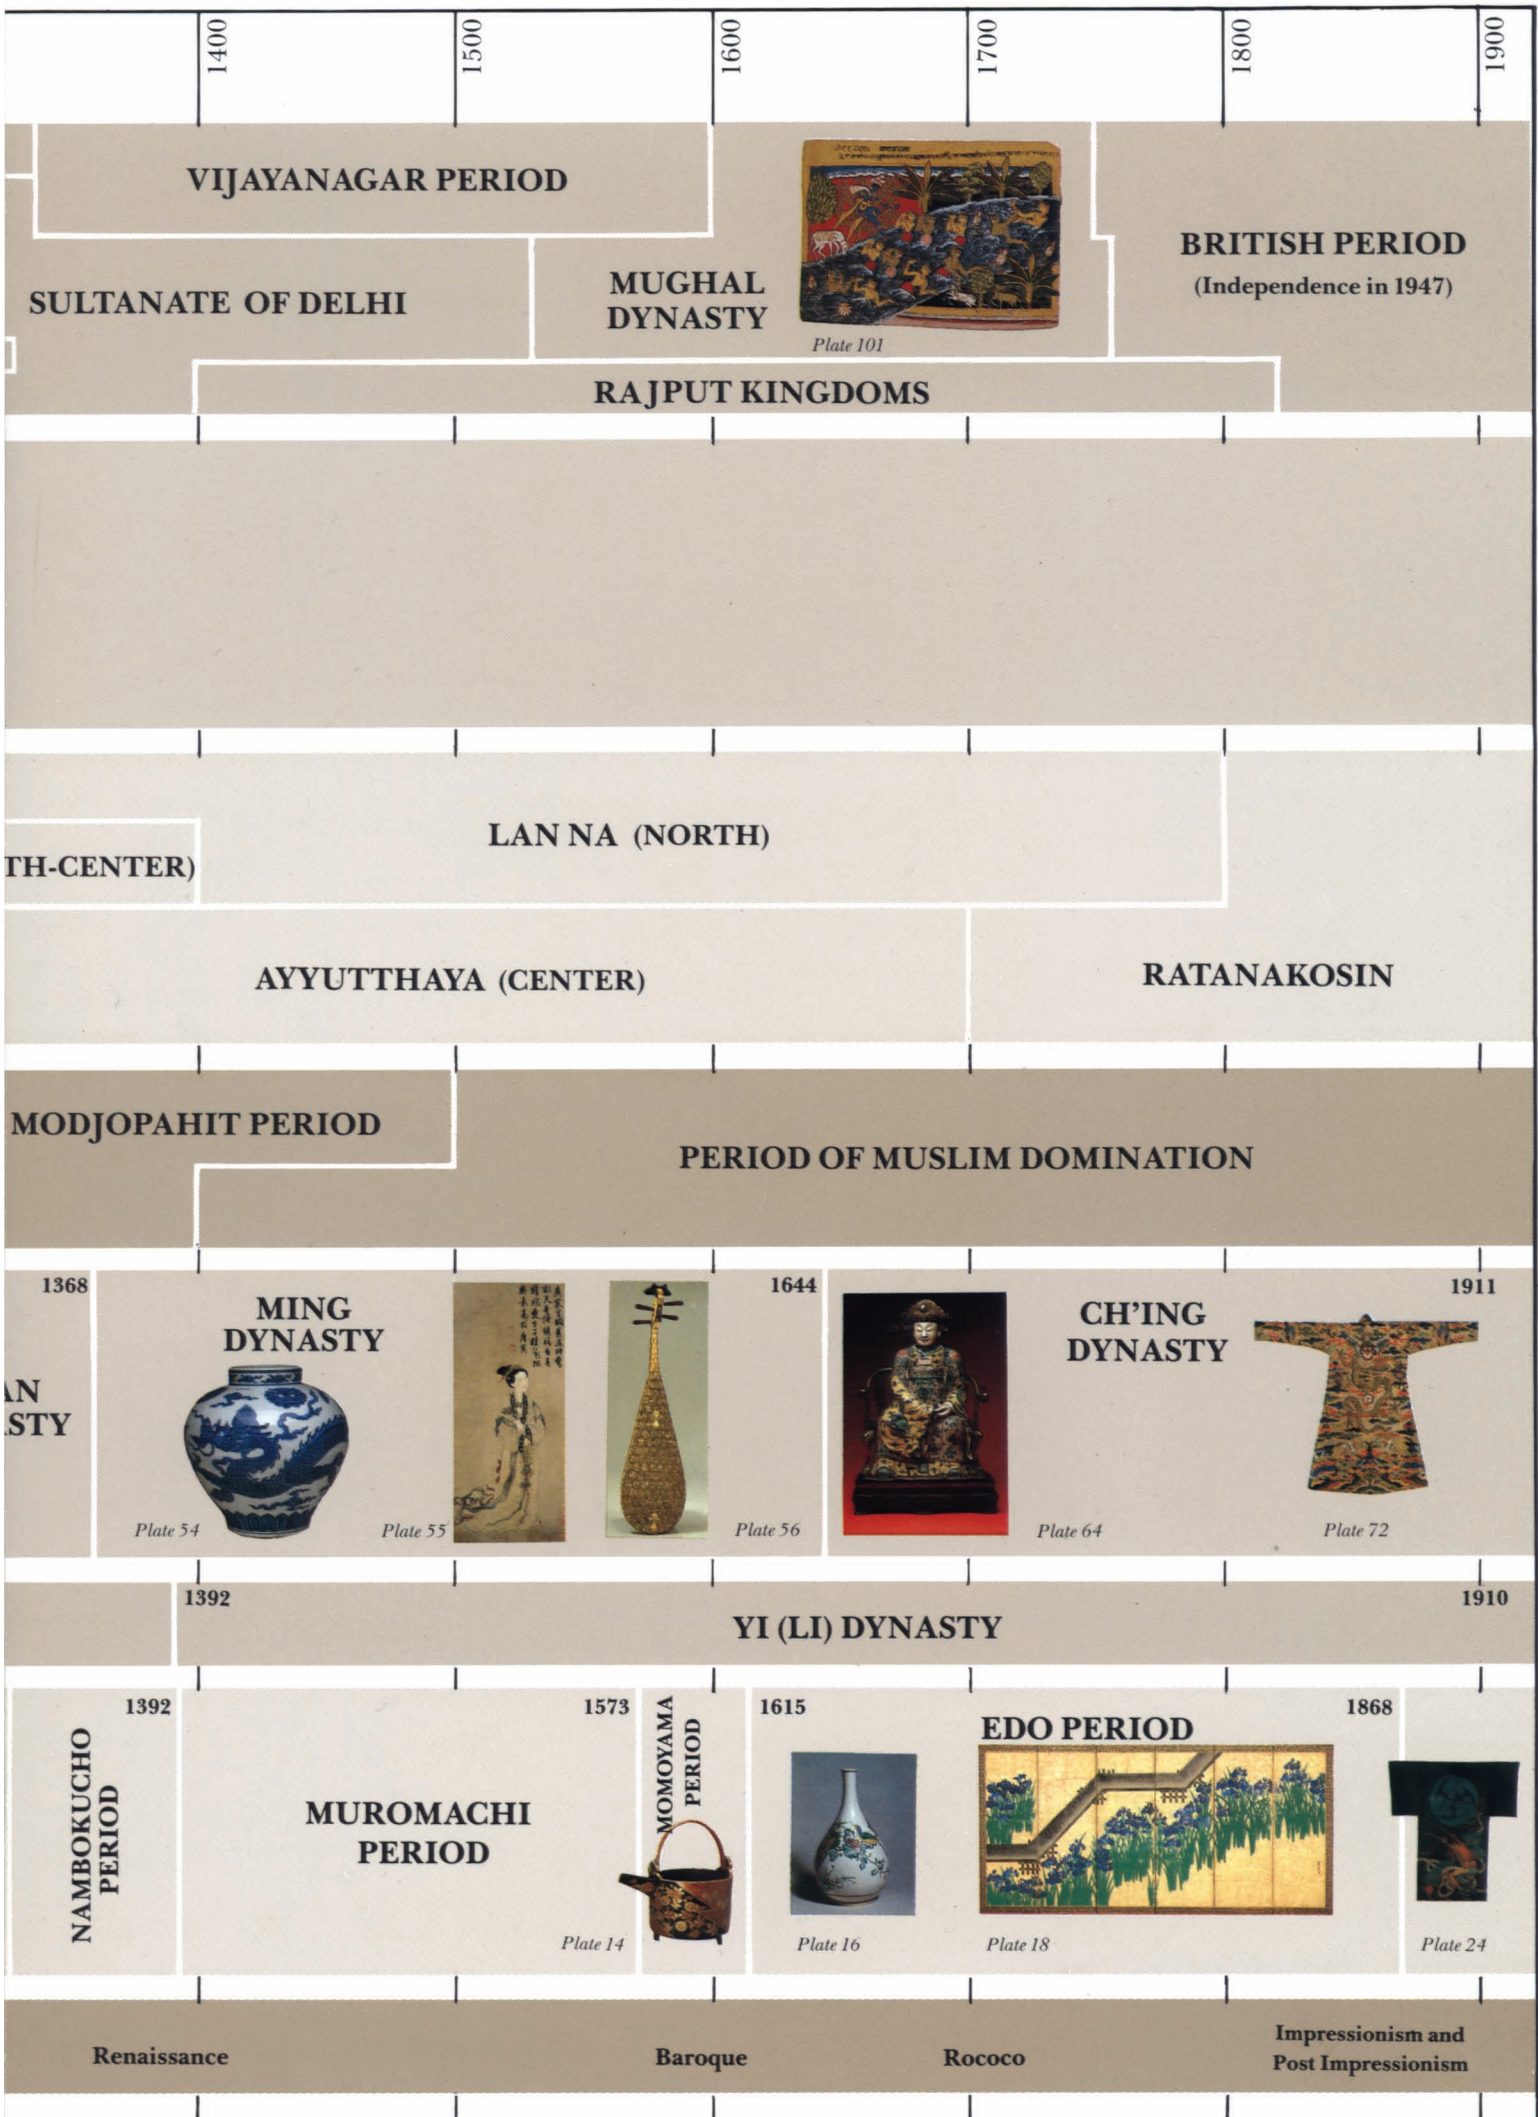 1400
1500
1600
1700
1800
1900
VIJAYANAGAR PERIOD
SULTANATE OF DELHI
MUGHAL
DYNASTY
Plate 101
BRITISH PERIOD
(Independence in 1947)
RAJPUT KINGDOMS
LAN NA (NORTH)
TH-CENTER)
AYYUTTHAYA (CENTER)
RATANAKOSIN
MODJOPAHIT PERIOD
PERIOD OF MUSLIM DOMINATION
1368
AN
STY
MING
DYNASTY
Plate 54
Plate 55
Plate 56
1644
CH'ING
DYNASTY
1911
Plate 64
Plate 72
1392
YI (LI) DYNASTY
1910
1392
NAMBOKUCHO
PERIOD
MUROMACHI
PERIOD
1573
Plate 14
MOMOYAMA
PERIOD
1615
EDO PERIOD
1868
Plate 16
Plate 18
Plate 24
Renaissance
Baroque
Rococo
Impressionism and
Post Impressionism